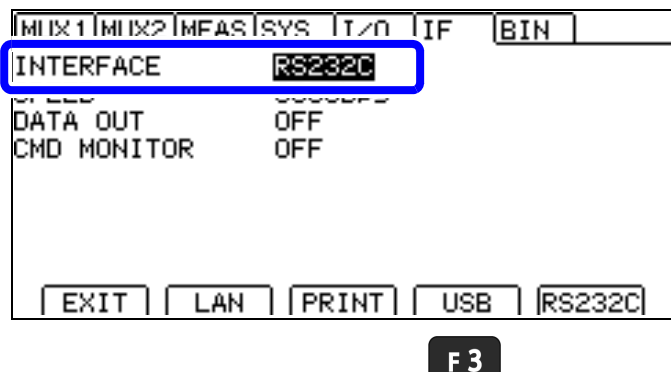 MUX1 MUX2 MEAS SYS I/O IF BIN
INTERFACE RS232C
DATA OUT OFF
CMD MONITOR OFF
EXIT LAN PRINT USB RS232C
F3